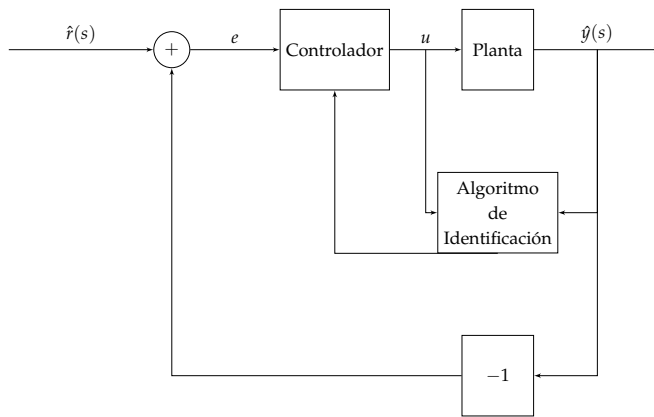 r̂(s)
+
e
Controlador
u
Planta
ŷ(s)
Algoritmo
de
Identificación
−1